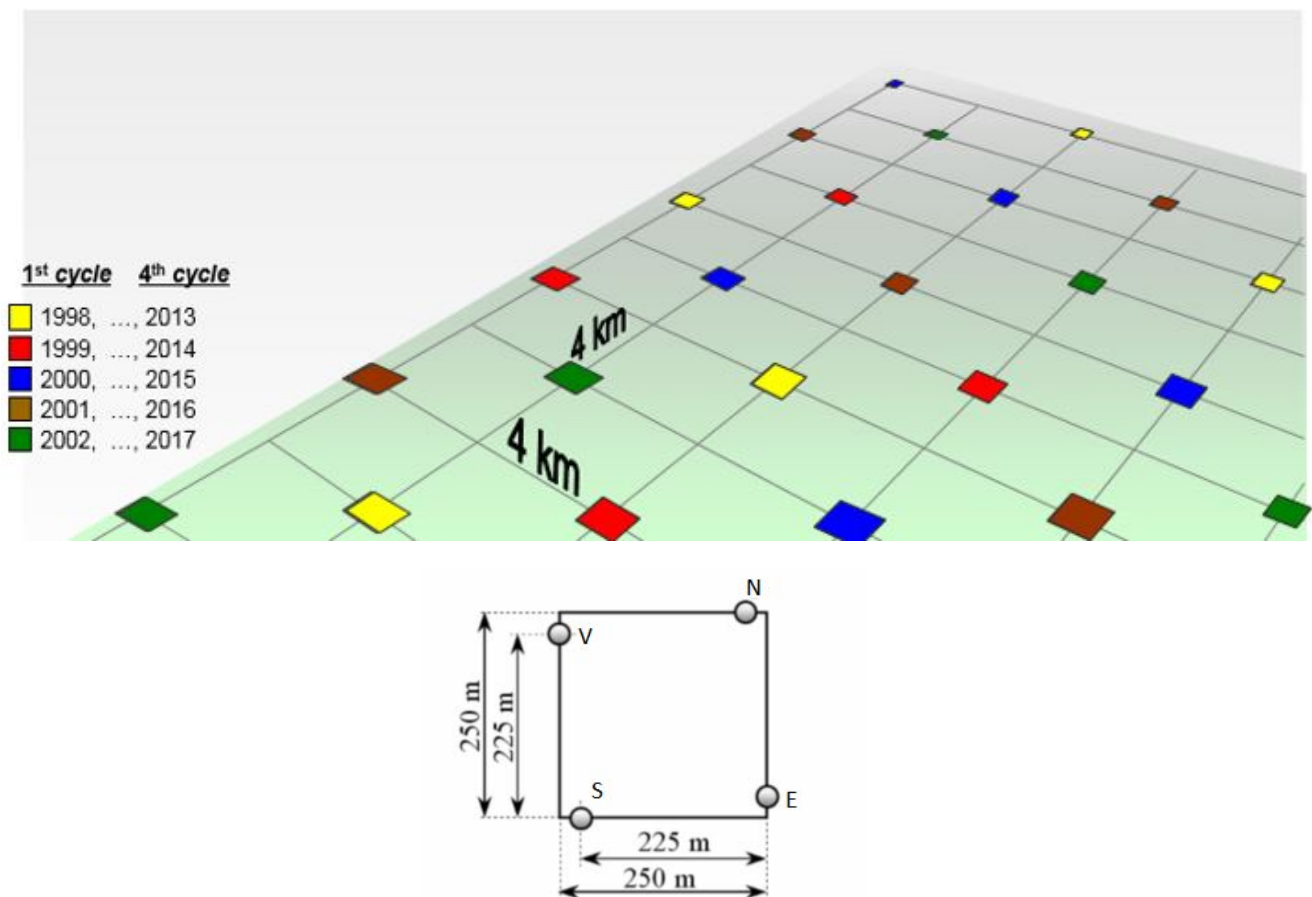 1st cycle 4th cycle
1998, ..., 2013
1999, ..., 2014
2000, ..., 2015
2001, ..., 2016
2002, ..., 2017
4 km
4 km
N
V
250 m
225 m
S
E
225 m
250 m